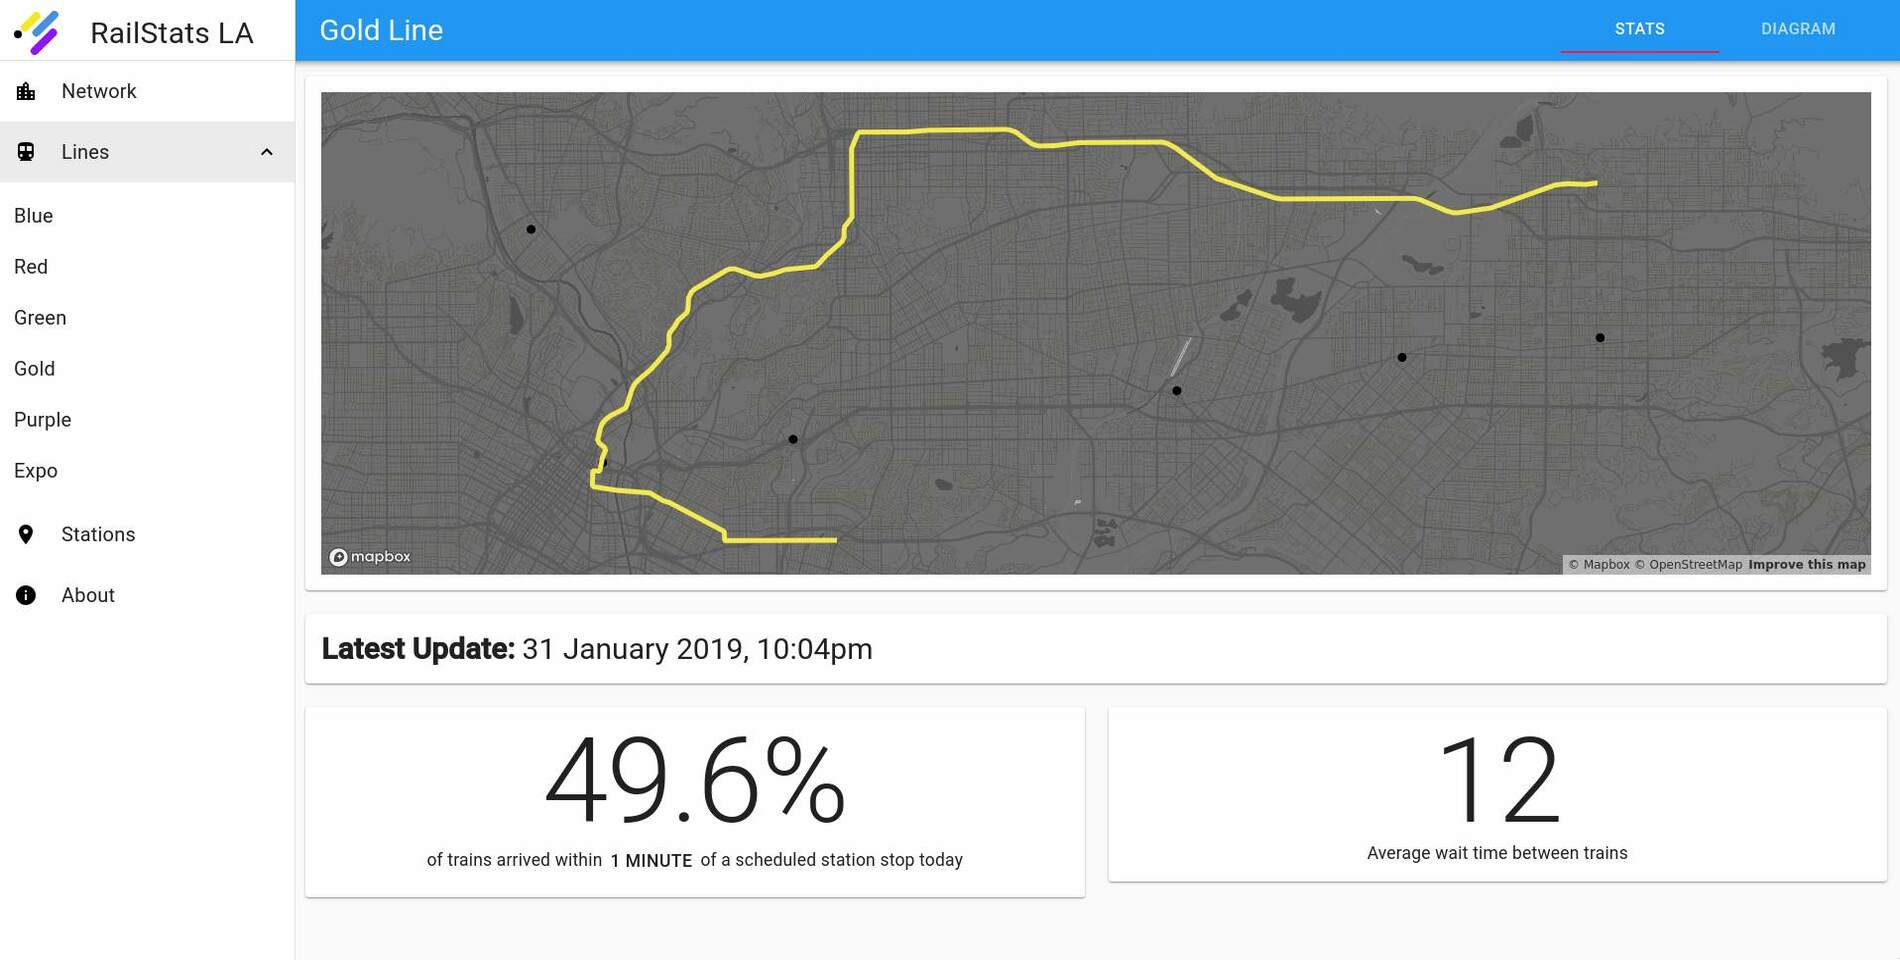 RailStats LA
Gold Line
STATS
DIAGRAM
Network
Lines
Blue
Red
Green
Gold
Purple
Expo
Stations
About
mapbox
© Mapbox © OpenStreetMap Improve this map
Latest Update: 31 January 2019, 10:04pm
49.6%
of trains arrived within 1 MINUTE of a scheduled station stop today
12
Average wait time between trains